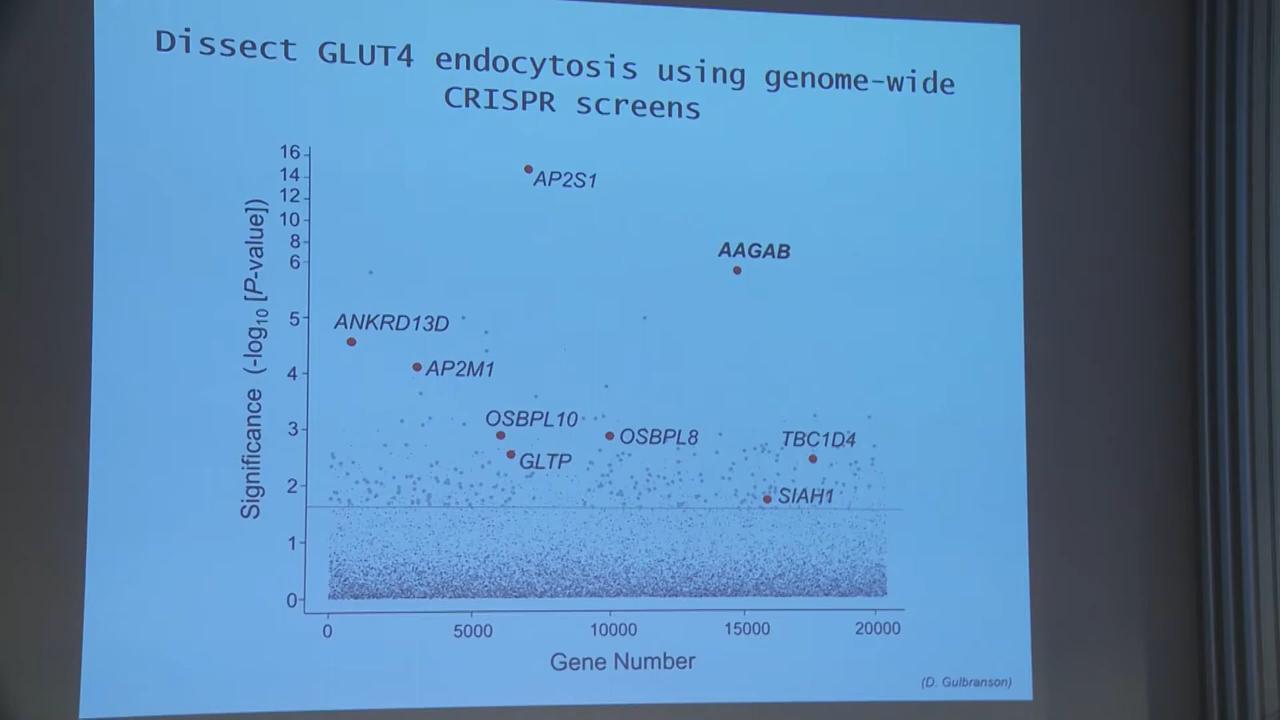 Dissect GLUT4 endocytosis using genome-wide
CRISPR screens
16
14
12
10
8
6
5
4
3
2
1
0
Significance (-log10 [P-value])
AP2S1
AAGAB
ANKRD13D
AP2M1
OSBPL10
OSBPL8
TBC1D4
GLTP
SIAH1
0 5000 10000 15000 20000
Gene Number
(D. Gulbranson)